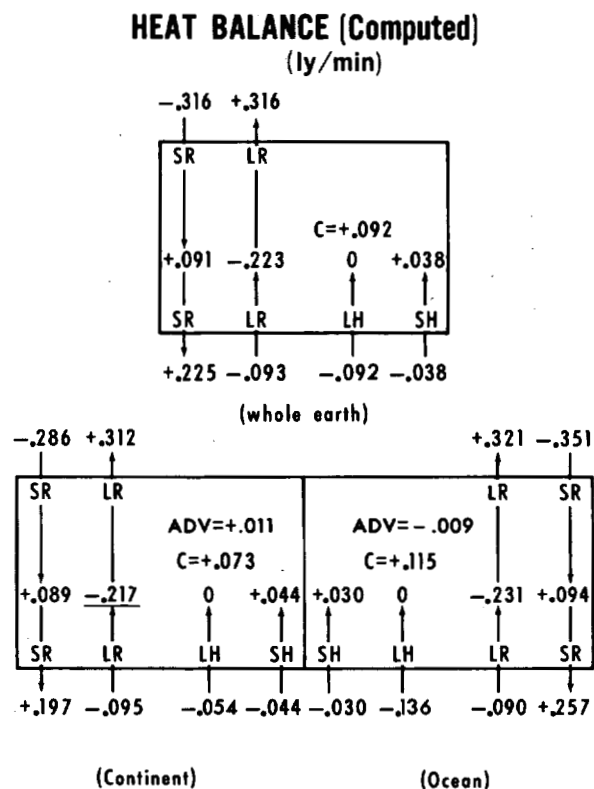 HEAT BALANCE (Computed)
(ly/min)
−.316 +.316
SR LR
C=+.092
+.091 −.223 0 +.038
SR LR LH SH
+.225 −.093 −.092 −.038
(whole earth)
−.286 +.312 +.321 −.351
SR LR LR SR
ADV=+.011 ADV=−.009
C=+.073 C=+.115
+.089 −.217 0 +.044 +.030 0 −.231 +.094
SR LR LH SH SH LH LR SR
+.197 −.095 −.054 −.044 −.030 −.136 −.090 +.257
(Continent) (Ocean)